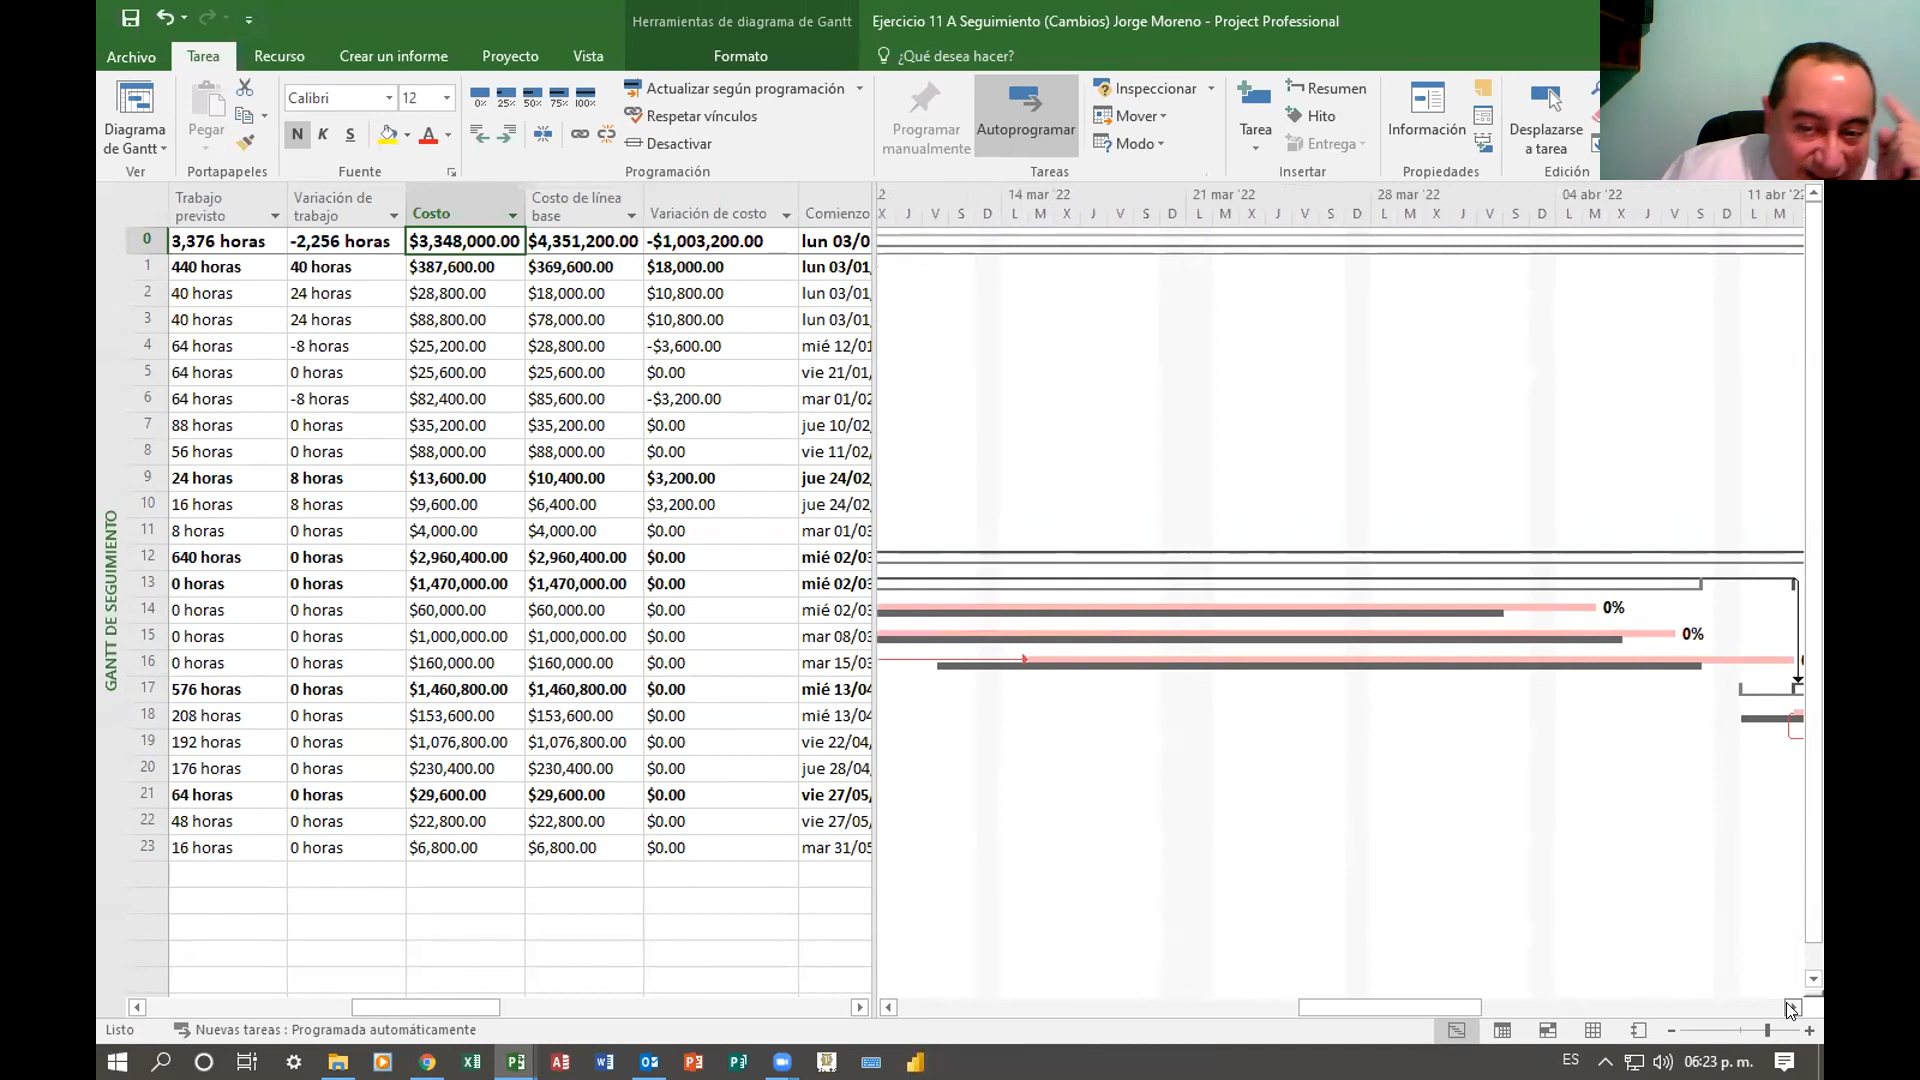 Herramientas de diagrama de Gantt
Ejercicio 11 A Seguimiento (Cambios) Jorge Moreno - Project Professional
Archivo
Tarea
Recurso
Crear un informe
Proyecto
Vista
Formato
¿Qué desea hacer?
Diagrama de Gantt
Pegar
Calibri
12
N K S A
0% 25% 50% 75% 100%
Actualizar según programación
Respetar vínculos
Desactivar
Programar manualmente
Autoprogramar
Inspeccionar
Mover
Modo
Tarea
Resumen
Hito
Entrega
Información
Desplazarse a tarea
Ver
Portapapeles
Fuente
Programación
Tareas
Insertar
Propiedades
Edición
Trabajo previsto
Variación de trabajo
Costo
Costo de línea base
Variación de costo
Comienzo
2
14 mar '22
21 mar '22
28 mar '22
04 abr '22
11 abr '22
X J V S D L M X J V S D L M X J V S D L M X J V S D L M X J V S D L M
0 3,376 horas -2,256 horas $3,348,000.00 $4,351,200.00 -$1,003,200.00 lun 03/0
1 440 horas 40 horas $387,600.00 $369,600.00 $18,000.00 lun 03/01,
2 40 horas 24 horas $28,800.00 $18,000.00 $10,800.00 lun 03/01,
3 40 horas 24 horas $88,800.00 $78,000.00 $10,800.00 lun 03/01,
4 64 horas -8 horas $25,200.00 $28,800.00 -$3,600.00 mié 12/01
5 64 horas 0 horas $25,600.00 $25,600.00 $0.00 vie 21/01,
6 64 horas -8 horas $82,400.00 $85,600.00 -$3,200.00 mar 01/02
7 88 horas 0 horas $35,200.00 $35,200.00 $0.00 jue 10/02,
8 56 horas 0 horas $88,000.00 $88,000.00 $0.00 vie 11/02,
9 24 horas 8 horas $13,600.00 $10,400.00 $3,200.00 jue 24/02,
10 16 horas 8 horas $9,600.00 $6,400.00 $3,200.00 jue 24/02,
11 8 horas 0 horas $4,000.00 $4,000.00 $0.00 mar 01/03
12 640 horas 0 horas $2,960,400.00 $2,960,400.00 $0.00 mié 02/03
13 0 horas 0 horas $1,470,000.00 $1,470,000.00 $0.00 mié 02/03
14 0 horas 0 horas $60,000.00 $60,000.00 $0.00 mié 02/03 0%
15 0 horas 0 horas $1,000,000.00 $1,000,000.00 $0.00 mar 08/03 0%
16 0 horas 0 horas $160,000.00 $160,000.00 $0.00 mar 15/03
17 576 horas 0 horas $1,460,800.00 $1,460,800.00 $0.00 mié 13/04
18 208 horas 0 horas $153,600.00 $153,600.00 $0.00 mié 13/04
19 192 horas 0 horas $1,076,800.00 $1,076,800.00 $0.00 vie 22/04,
20 176 horas 0 horas $230,400.00 $230,400.00 $0.00 jue 28/04,
21 64 horas 0 horas $29,600.00 $29,600.00 $0.00 vie 27/05,
22 48 horas 0 horas $22,800.00 $22,800.00 $0.00 vie 27/05,
23 16 horas 0 horas $6,800.00 $6,800.00 $0.00 mar 31/05
GANTT DE SEGUIMIENTO
Listo
Nuevas tareas : Programada automáticamente
ES
06:23 p. m.